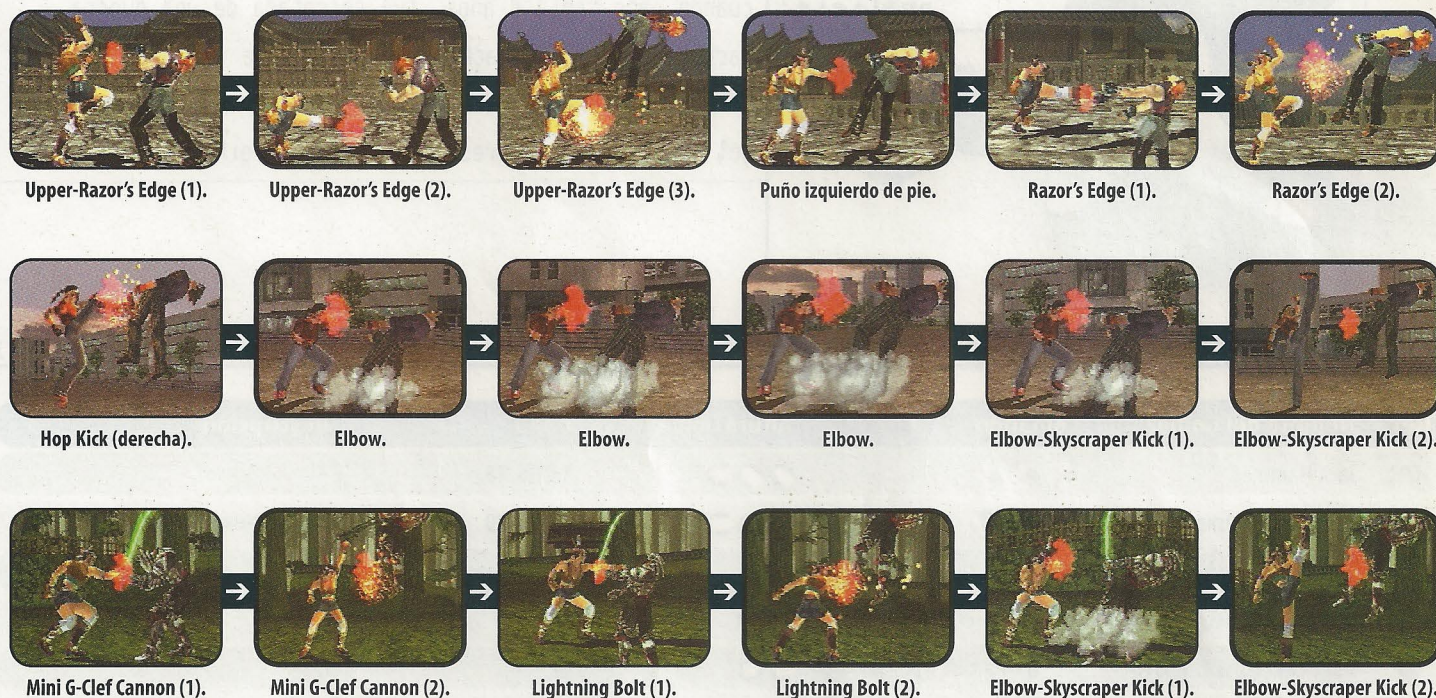 Upper-Razor's Edge (1). Upper-Razor's Edge (2). Upper-Razor's Edge (3). Puño izquierdo de pie. Razor's Edge (1). Razor's Edge (2).
Hop Kick (derecha). Elbow. Elbow. Elbow. Elbow-Skyscraper Kick (1). Elbow-Skyscraper Kick (2).
Mini G-Clef Cannon (1). Mini G-Clef Cannon (2). Lightning Bolt (1). Lightning Bolt (2). Elbow-Skyscraper Kick (1). Elbow-Skyscraper Kick (2).